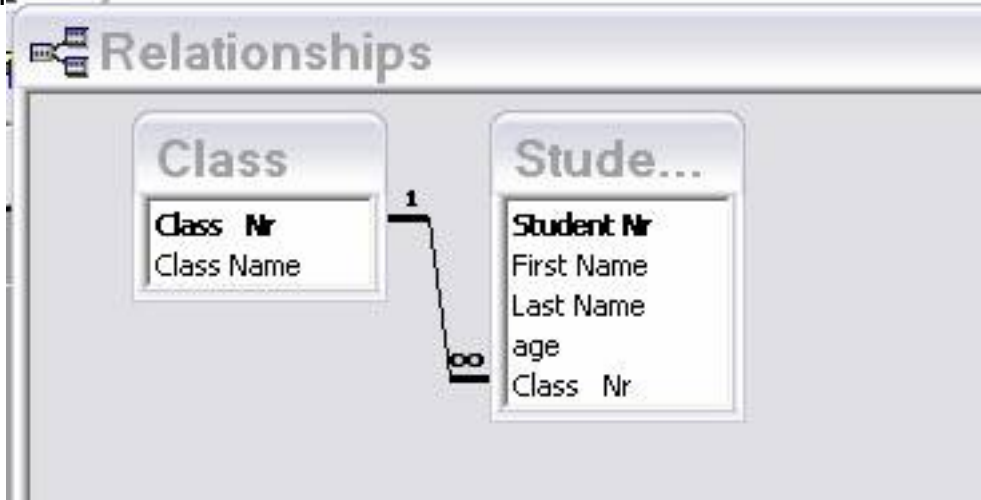 Relationships
Class
Class Nr
Class Name
1
∞
Stude...
Student Nr
First Name
Last Name
age
Class Nr